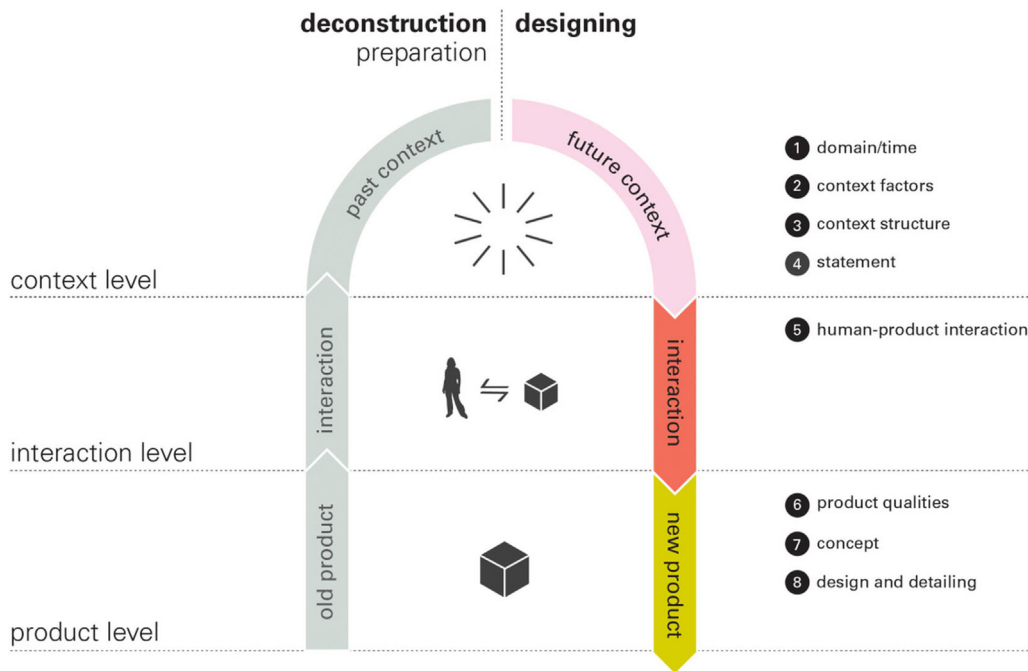 deconstruction
preparation
designing
past context
future context
1 domain/time
2 context factors
3 context structure
4 statement
context level
interaction
interaction
5 human-product interaction
interaction level
old product
new product
6 product qualities
7 concept
8 design and detailing
product level